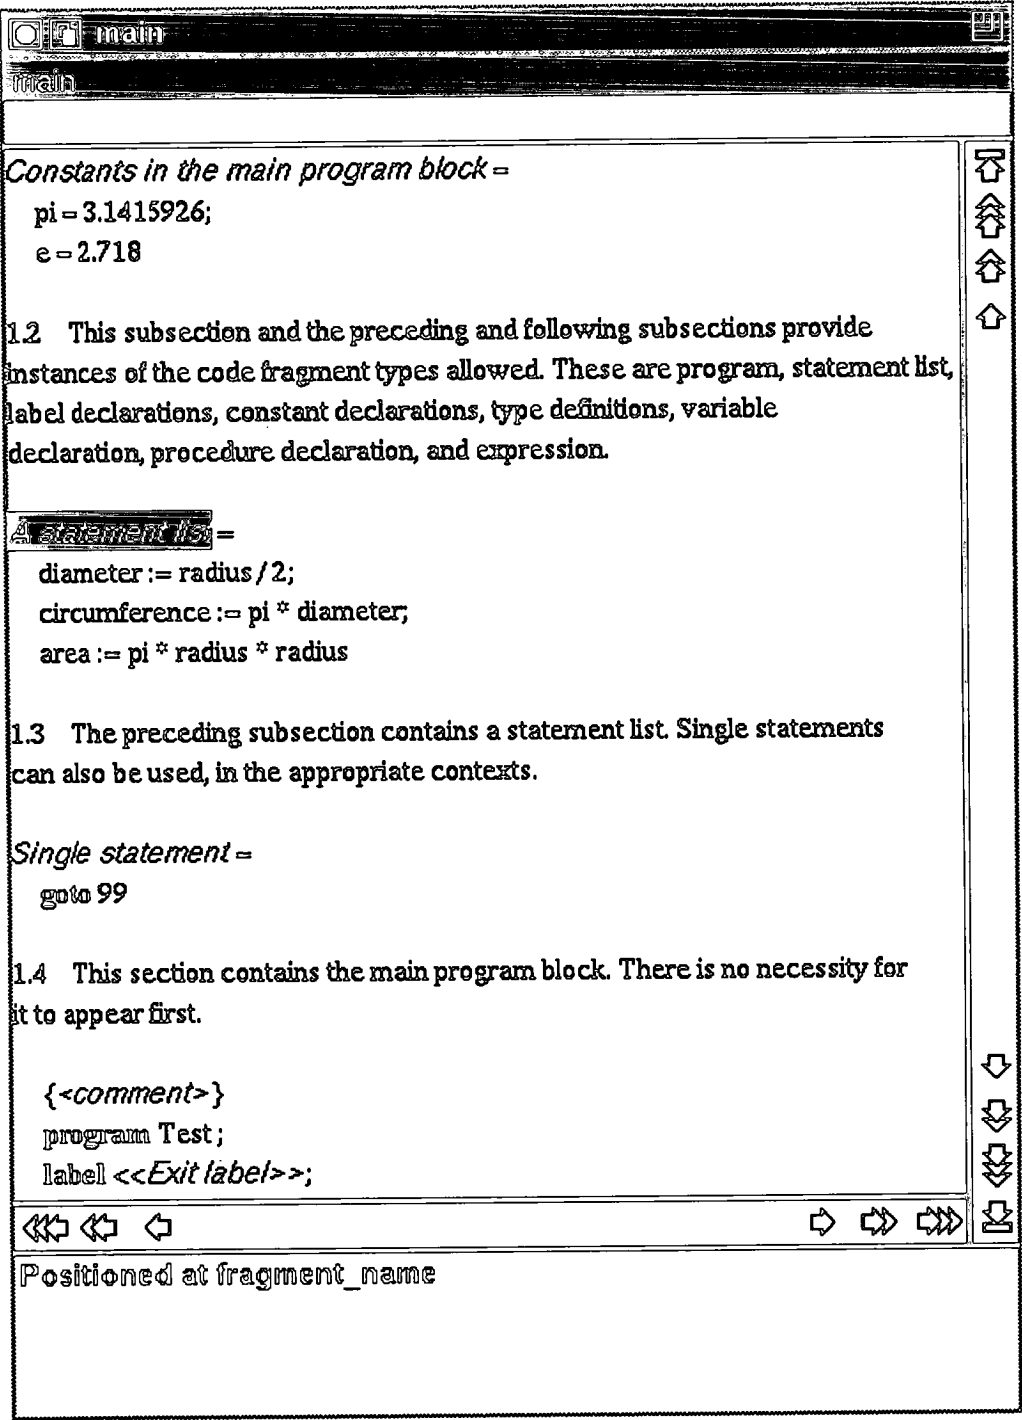 main
main
Constants in the main program block =
pi = 3.1415926;
e = 2.718
1.2 This subsection and the preceding and following subsections provide
instances of the code fragment types allowed. These are program, statement list,
label declarations, constant declarations, type definitions, variable
declaration, procedure declaration, and expression.
A statement list =
diameter := radius / 2;
circumference := pi * diameter;
area := pi * radius * radius
1.3 The preceding subsection contains a statement list. Single statements
can also be used, in the appropriate contexts.
Single statement =
goto 99
1.4 This section contains the main program block. There is no necessity for
it to appear first.
{<comment>}
program Test;
label <<Exit label>>;
Positioned at fragment_name